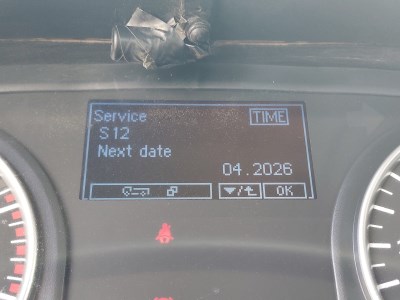 Service TIME
S12
Next date
04.2026
▼/↥ OK